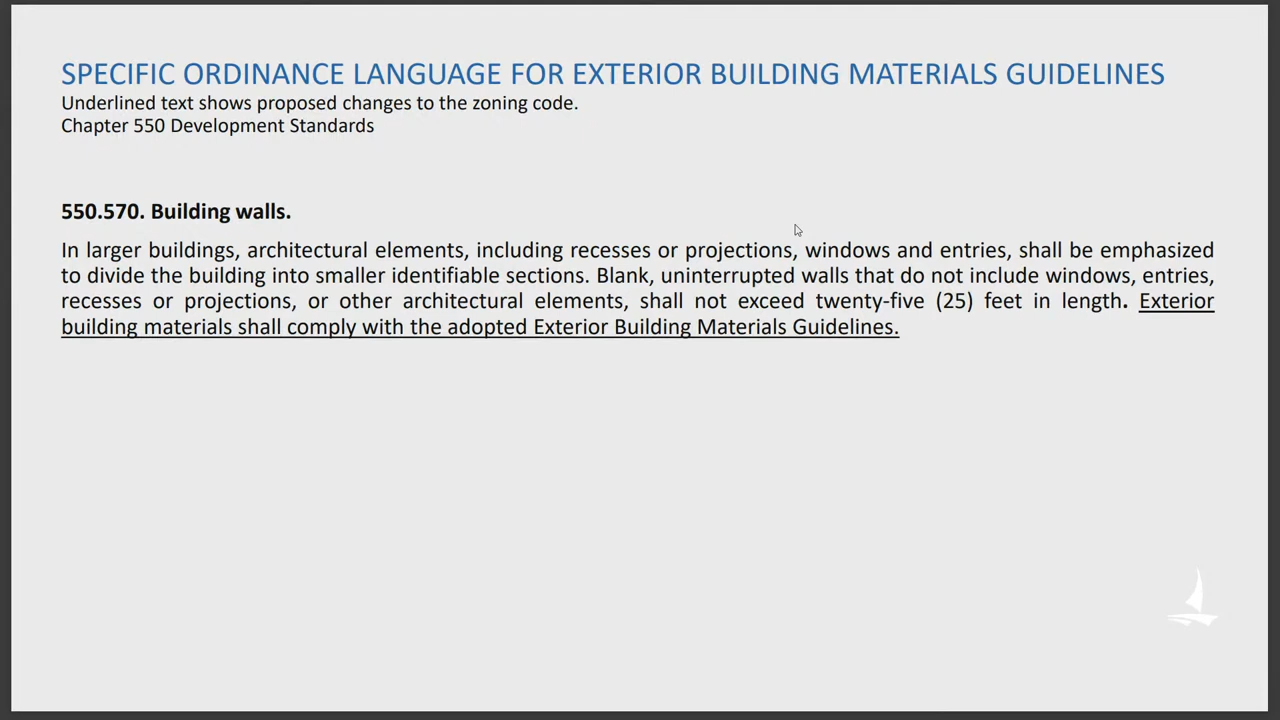 SPECIFIC ORDINANCE LANGUAGE FOR EXTERIOR BUILDING MATERIALS GUIDELINES
Underlined text shows proposed changes to the zoning code.
Chapter 550 Development Standards
550.570. Building walls.
In larger buildings, architectural elements, including recesses or projections, windows and entries, shall be emphasized
to divide the building into smaller identifiable sections. Blank, uninterrupted walls that do not include windows, entries,
recesses or projections, or other architectural elements, shall not exceed twenty-five (25) feet in length. Exterior
building materials shall comply with the adopted Exterior Building Materials Guidelines.